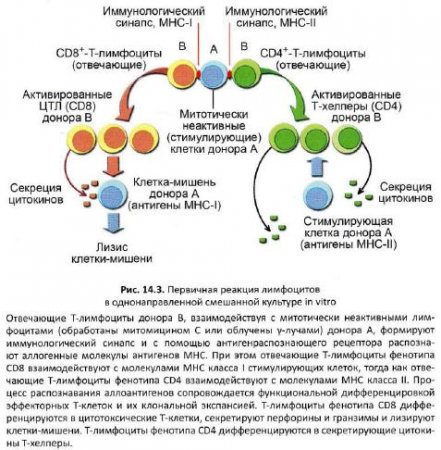 Иммунологический синапс, MHC-I
Иммунологический синапс, MHC-II
CD8⁺-Т-лимфоциты (отвечающие)
B
A
B
CD4⁺-Т-лимфоциты (отвечающие)
Активированные ЦТЛ (CD8) донора B
Митотически неактивные (стимулирующие) клетки донора A
Активированные Т-хелперы (CD4) донора B
Секреция цитокинов
Клетка-мишень донора A (антигены MHC-I)
Лизис клетки-мишени
Стимулирующая клетка донора A (антигены MHC-II)
Секреция цитокинов
Рис. 14.3. Первичная реакция лимфоцитов
в однонаправленной смешанной культуре in vitro
Отвечающие Т-лимфоциты донора В, взаимодействуя с митотически неактивными лим-
фоцитами (обработаны митомицином С или облучены γ-лучами) донора А, формируют
иммунологический синапс и с помощью антигенраспознающего рецептора распозна-
ют аллогенные молекулы антигенов МНС. При этом отвечающие Т-лимфоциты фенотипа
CD8 взаимодействуют с молекулами МНС класса I стимулирующих клеток, тогда как отве-
чающие Т-лимфоциты фенотипа CD4 взаимодействуют с молекулами МНС класса II. Про-
цесс распознавания аллоантигенов сопровождается функциональной дифференцировкой
эффекторных Т-клеток и их клональной экспансией. Т-лимфоциты фенотипа CD8 диффе-
ренцируются в цитотоксические Т-клетки, секретируют перфорины и гранзимы и лизируют
клетки-мишени. Т-лимфоциты фенотипа CD4 дифференцируются в секретирующие цитоки-
ны Т-хелперы.